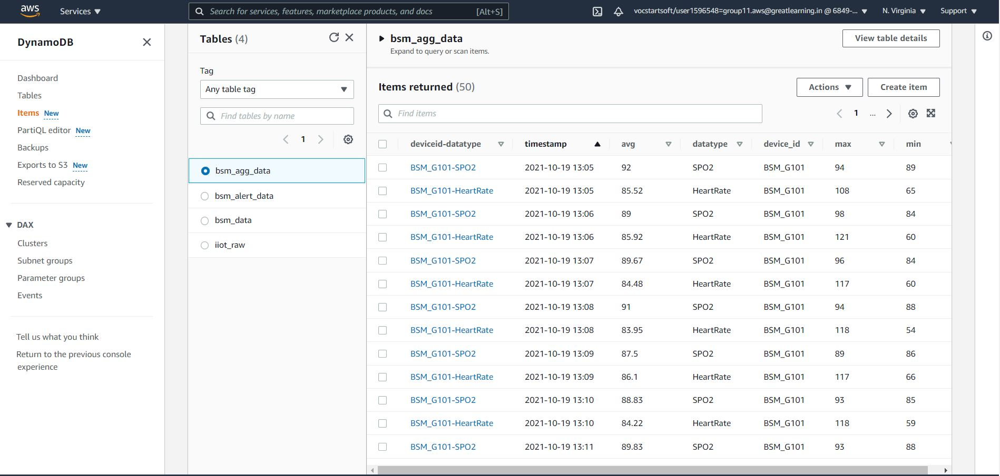 aws Services Search for services, features, marketplace products, and docs [Alt+S] vocstartsoft/user1596548=group11.aws@greatlearning.in @ 6849-... N. Virginia Support
DynamoDB
Dashboard
Tables
Items New
PartiQL editor New
Backups
Exports to S3 New
Reserved capacity
DAX
Clusters
Subnet groups
Parameter groups
Events
Tell us what you think
Return to the previous console
experience
Tables (4)
Tag
Any table tag
Find tables by name
1
bsm_agg_data
bsm_alert_data
bsm_data
iiot_raw
bsm_agg_data
Expand to query or scan items.
View table details
Items returned (50)
Actions Create item
Find items
1 ...
deviceid-datatype timestamp avg datatype device_id max min
BSM_G101-SPO2 2021-10-19 13:05 92 SPO2 BSM_G101 94 89
BSM_G101-HeartRate 2021-10-19 13:05 85.52 HeartRate BSM_G101 108 65
BSM_G101-SPO2 2021-10-19 13:06 89 SPO2 BSM_G101 98 84
BSM_G101-HeartRate 2021-10-19 13:06 85.92 HeartRate BSM_G101 121 60
BSM_G101-SPO2 2021-10-19 13:07 89.67 SPO2 BSM_G101 96 84
BSM_G101-HeartRate 2021-10-19 13:07 84.48 HeartRate BSM_G101 117 60
BSM_G101-SPO2 2021-10-19 13:08 91 SPO2 BSM_G101 94 88
BSM_G101-HeartRate 2021-10-19 13:08 83.95 HeartRate BSM_G101 118 54
BSM_G101-SPO2 2021-10-19 13:09 87.5 SPO2 BSM_G101 89 86
BSM_G101-HeartRate 2021-10-19 13:09 86.1 HeartRate BSM_G101 117 66
BSM_G101-SPO2 2021-10-19 13:10 88.83 SPO2 BSM_G101 93 85
BSM_G101-HeartRate 2021-10-19 13:10 84.22 HeartRate BSM_G101 118 59
BSM_G101-SPO2 2021-10-19 13:11 89.83 SPO2 BSM_G101 93 88